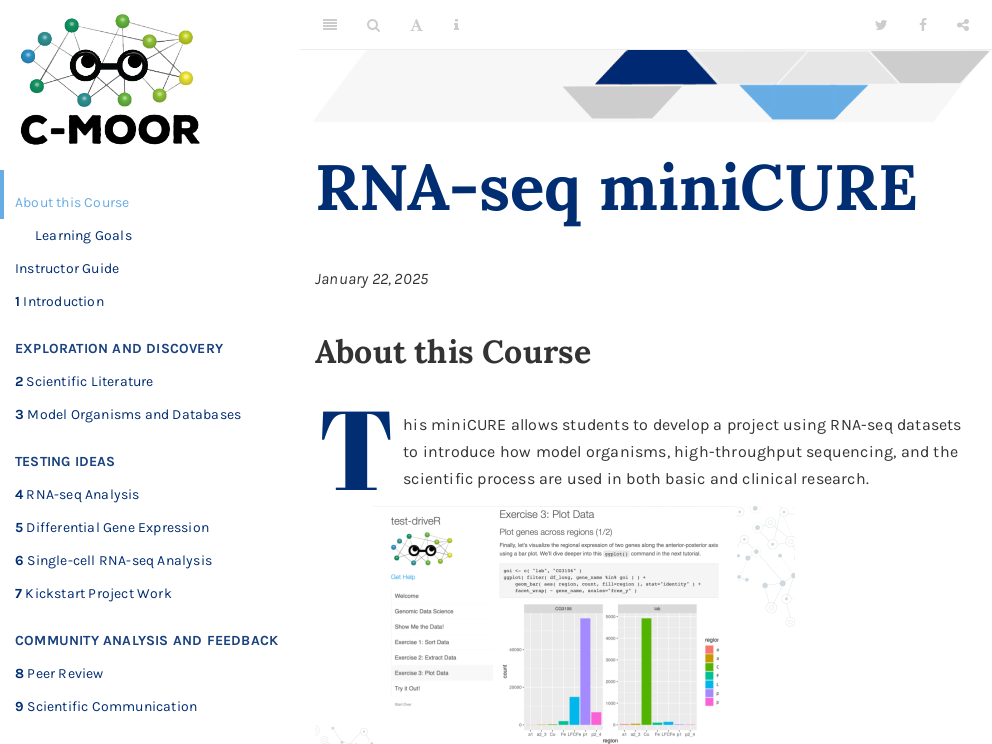 C-MOOR
About this Course
Learning Goals
Instructor Guide
1 Introduction
EXPLORATION AND DISCOVERY
2 Scientific Literature
3 Model Organisms and Databases
TESTING IDEAS
4 RNA-seq Analysis
5 Differential Gene Expression
6 Single-cell RNA-seq Analysis
7 Kickstart Project Work
COMMUNITY ANALYSIS AND FEEDBACK
8 Peer Review
9 Scientific Communication
RNA-seq miniCURE
January 22, 2025
About this Course
This miniCURE allows students to develop a project using RNA-seq datasets
to introduce how model organisms, high-throughput sequencing, and the
scientific process are used in both basic and clinical research.
test-driveR
Get Help
Welcome
Genomic Data Science
Show Me the Data!
Exercise 1: Sort Data
Exercise 2: Extract Data
Exercise 3: Plot Data
Try it Out!
Start Over
Exercise 3: Plot Data
Plot genes across regions (1/2)
Finally, let's visualize the regional expression of two genes along the anterior-posterior axis
using a bar plot. We'll dive deeper into this ggplot() command in the next tutorial.
goi <- c( "lab", "CG3106" )
ggplot( filter( df_long, gene_name %in% goi ) ) +
geom_bar( aes( region, count, fill=region ), stat="identity" ) +
facet_wrap( ~ gene_name, scales="free_y" )
lab
count
region